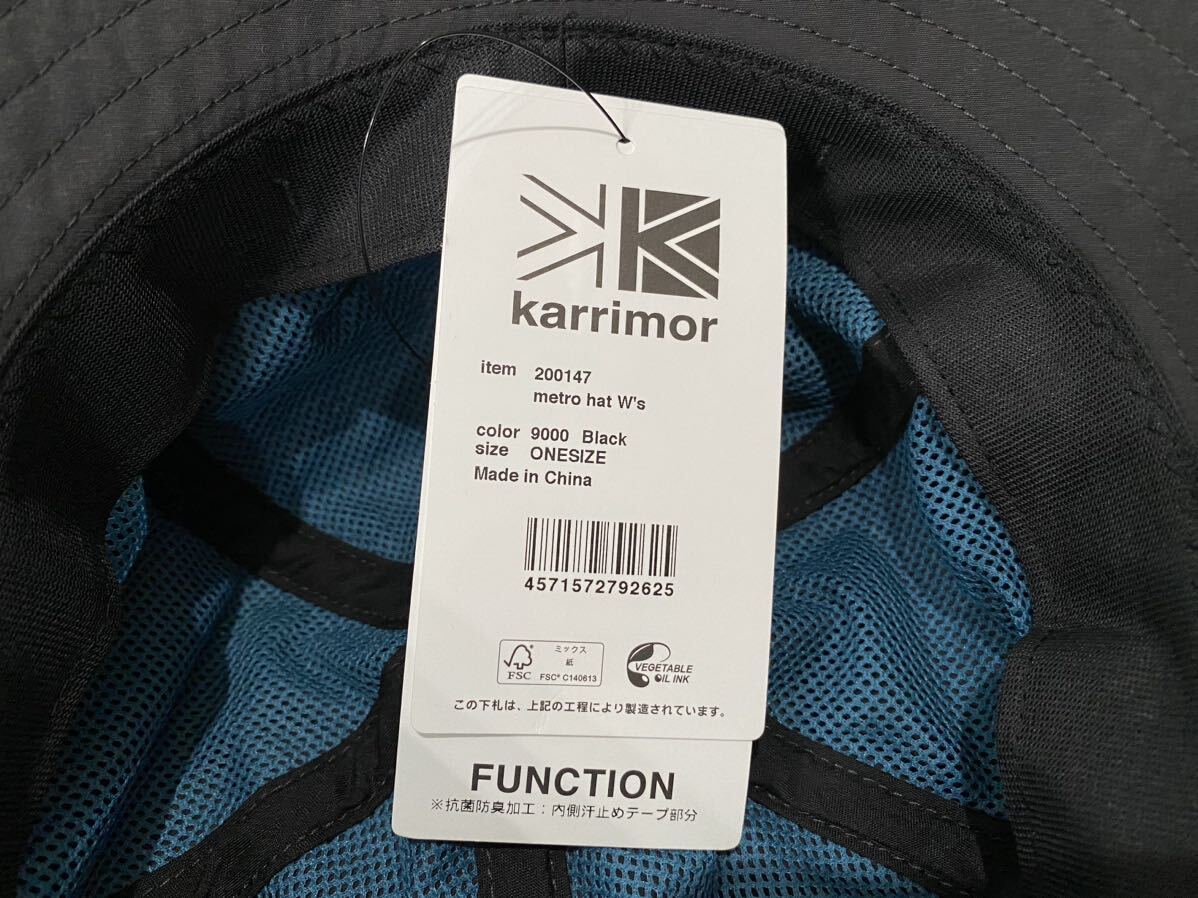 karrimor
item 200147
metro hat W's
color 9000 Black
size ONESIZE
Made in China
4571572792625
FSC
ミックス
紙
FSC® C140613
VEGETABLE
OIL INK
この下札は、上記の工程により製造されています。
FUNCTION
※抗菌防臭加工：内側汗止めテープ部分